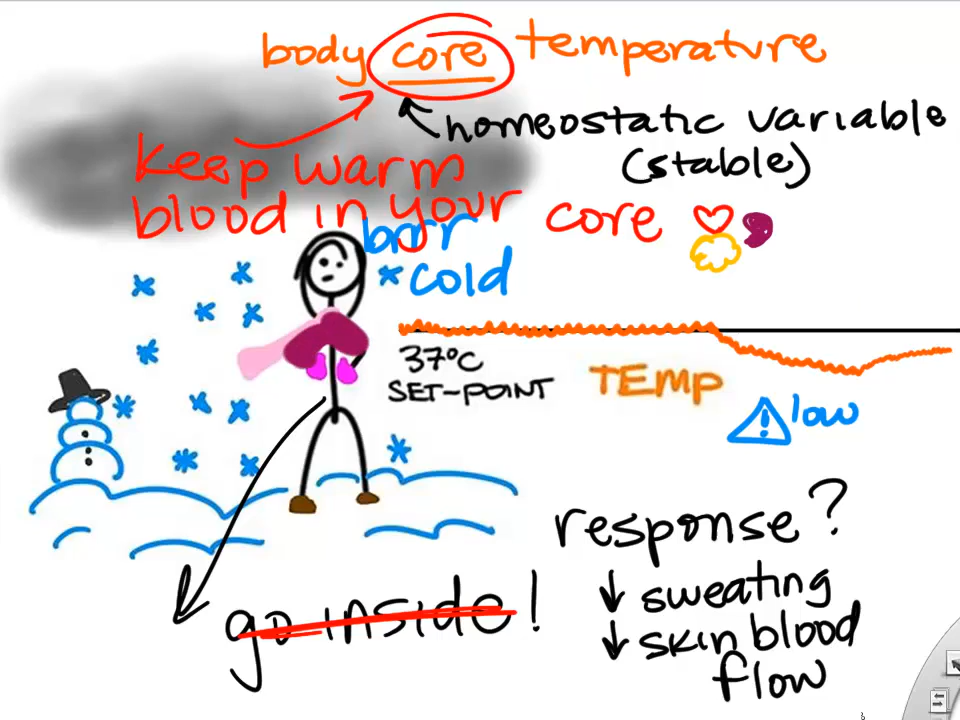 body core temperature
homeostatic variable
(stable)
Keep warm
blood in your core
brrr
cold
37°C
SET-POINT
TEMP
! low
response?
↓ sweating
↓ skin blood
flow
go inside!